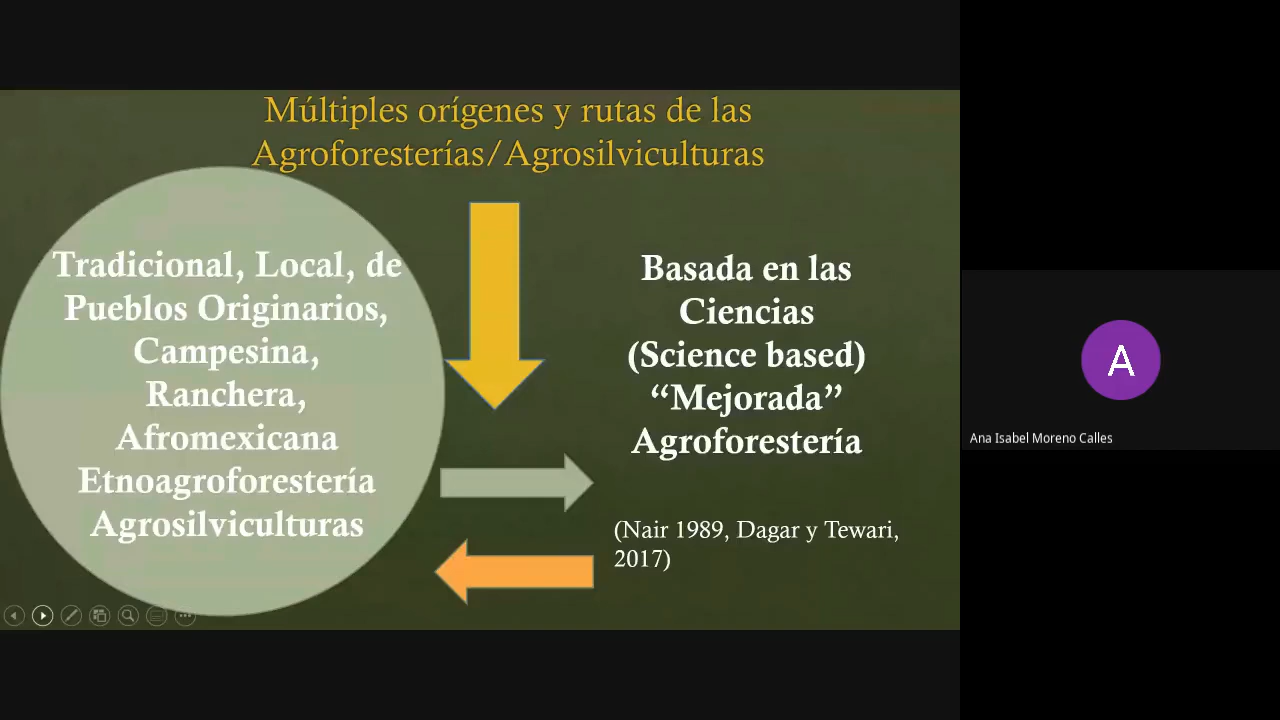 Múltiples orígenes y rutas de las
Agroforesterías/Agrosilviculturas
Tradicional, Local, de
Pueblos Originarios,
Campesina,
Ranchera,
Afromexicana
Etnoagroforestería
Agrosilviculturas
Basada en las
Ciencias
(Science based)
“Mejorada”
Agroforestería
(Nair 1989, Dagar y Tewari,
2017)
A
Ana Isabel Moreno Calles